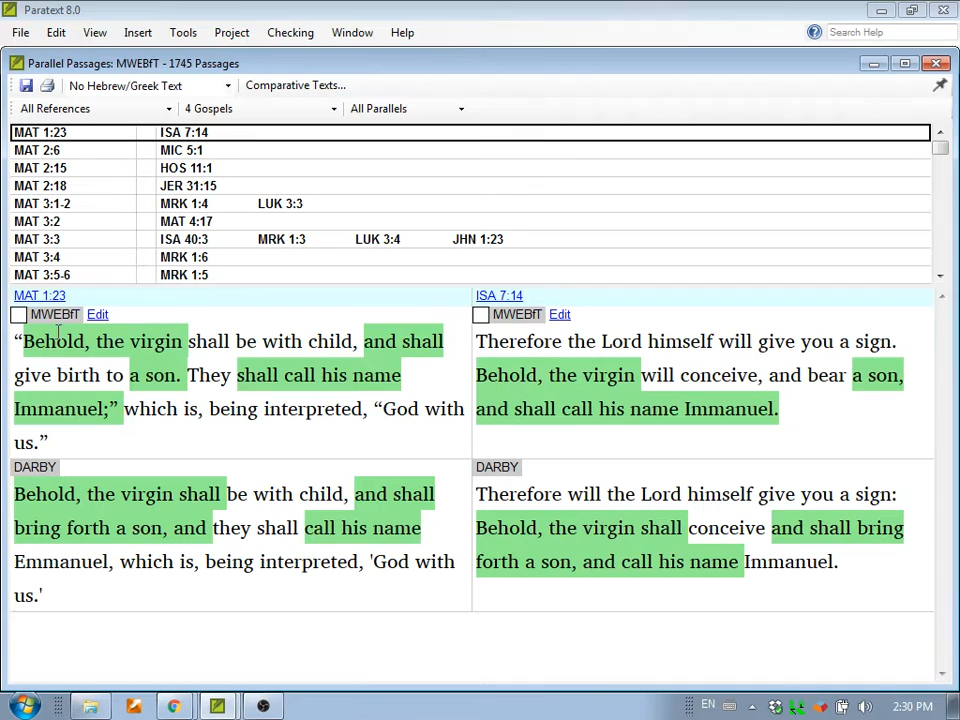 Paratext 8.0
File Edit View Insert Tools Project Checking Window Help Search Help
Parallel Passages: MWEBfT - 1745 Passages
No Hebrew/Greek Text Comparative Texts...
All References 4 Gospels All Parallels
MAT 1:23 ISA 7:14
MAT 2:6 MIC 5:1
MAT 2:15 HOS 11:1
MAT 2:18 JER 31:15
MAT 3:1-2 MRK 1:4 LUK 3:3
MAT 3:2 MAT 4:17
MAT 3:3 ISA 40:3 MRK 1:3 LUK 3:4 JHN 1:23
MAT 3:4 MRK 1:6
MAT 3:5-6 MRK 1:5
MAT 1:23
MWEBfT Edit
“Behold, the virgin shall be with child, and shall
give birth to a son. They shall call his name
Immanuel;” which is, being interpreted, “God with
us.”
DARBY
Behold, the virgin shall be with child, and shall
bring forth a son, and they shall call his name
Emmanuel, which is, being interpreted, 'God with
us.'
ISA 7:14
MWEBfT Edit
Therefore the Lord himself will give you a sign.
Behold, the virgin will conceive, and bear a son,
and shall call his name Immanuel.
DARBY
Therefore will the Lord himself give you a sign:
Behold, the virgin shall conceive and shall bring
forth a son, and call his name Immanuel.
EN 2:30 PM